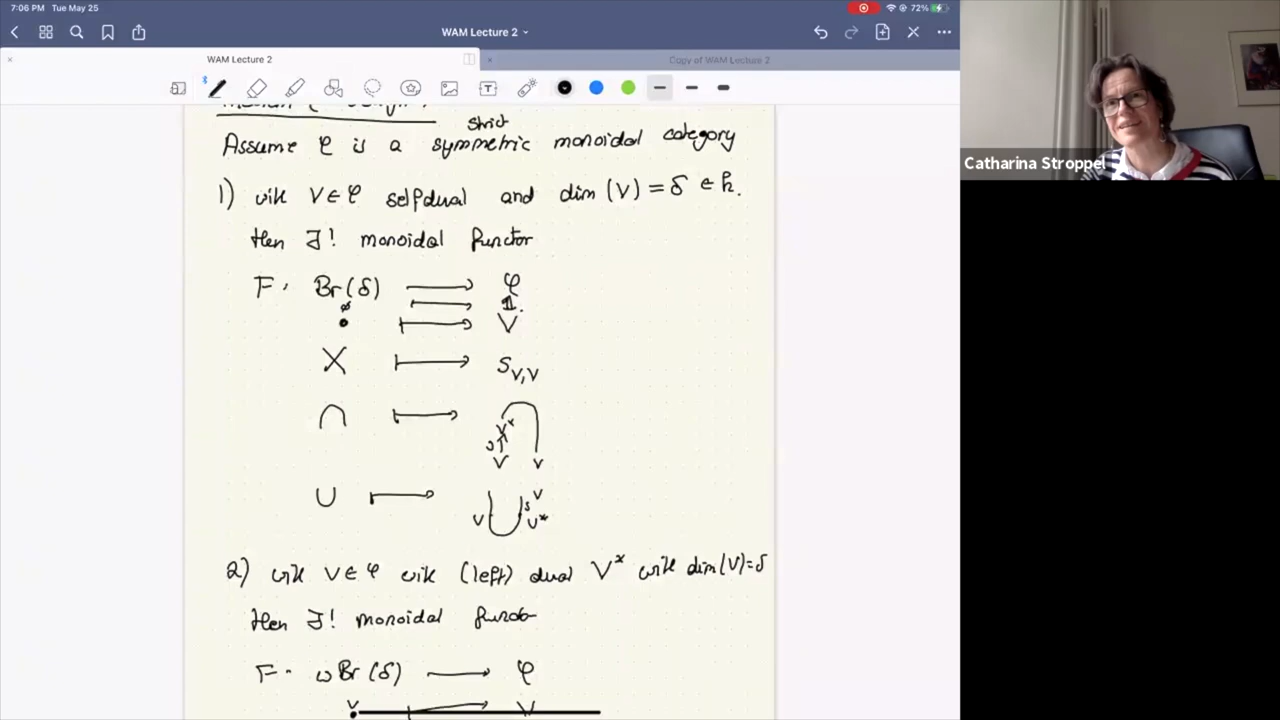 7:06 PM Tue May 25
72%
WAM Lecture 2
WAM Lecture 2
Copy of WAM Lecture 2
Catharina Stroppel
strict
Assume 𝒞 is a symmetric monoidal category
1) with V ∈ 𝒞 selfdual and dim (V) = δ ∈ k.
then ∃! monoidal functor
F: Br(δ) ⟶ 𝒞
∅ ⟼ 𝟙.
• ⟼ V
X ⟼ S_{V,V}
∩ ⟼ V* V V
∪ ⟼ V V V*
2) with V ∈ 𝒞 with (left) dual V* with dim(V)=δ
then ∃! monoidal
F: ωBr(δ) ⟶ 𝒞
V ⟼ V